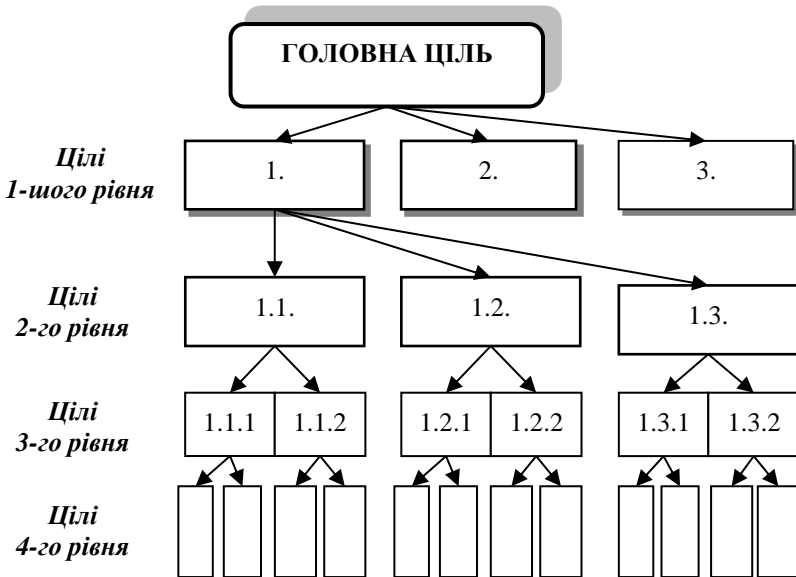 ГОЛОВНА ЦІЛЬ
Цілі
1-шого рівня
1.
2.
3.
Цілі
2-го рівня
1.1.
1.2.
1.3.
Цілі
3-го рівня
1.1.1
1.1.2
1.2.1
1.2.2
1.3.1
1.3.2
Цілі
4-го рівня